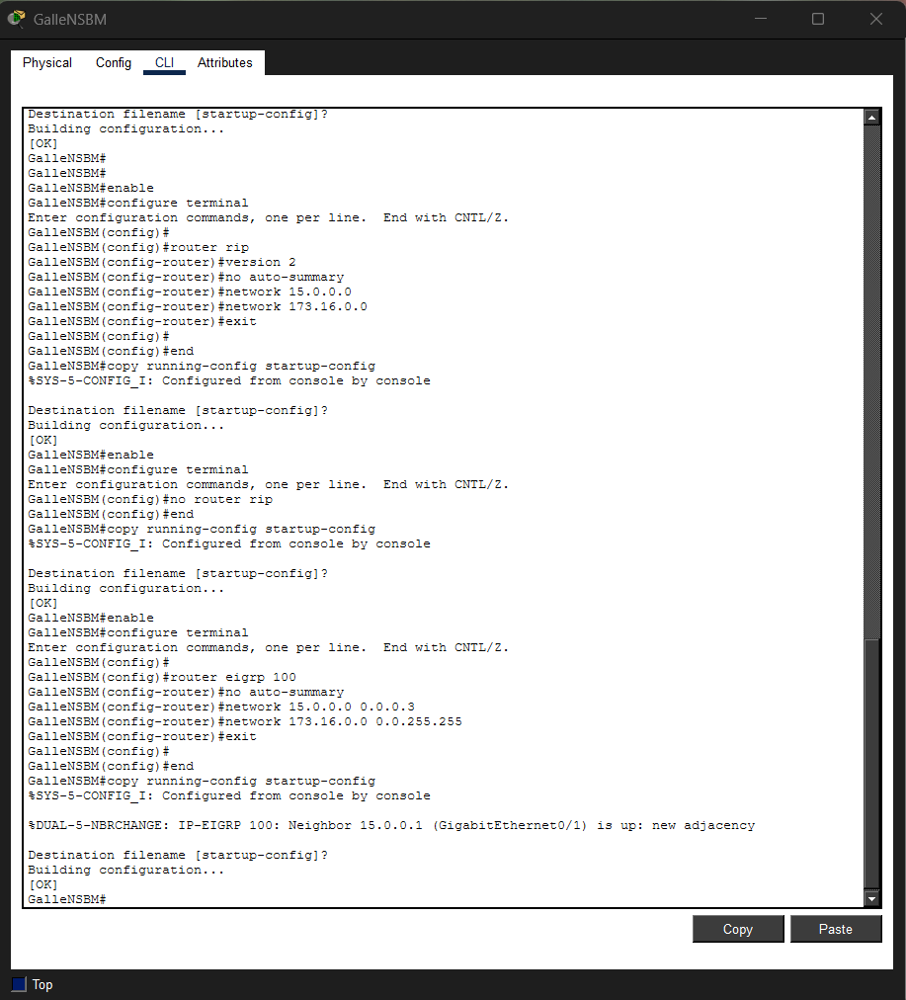 GalleNSBM
Physical Config CLI Attributes
Destination filename [startup-config]?
Building configuration...
[OK]
GalleNSBM#
GalleNSBM#
GalleNSBM#enable
GalleNSBM#configure terminal
Enter configuration commands, one per line.  End with CNTL/Z.
GalleNSBM(config)#
GalleNSBM(config)#router rip
GalleNSBM(config-router)#version 2
GalleNSBM(config-router)#no auto-summary
GalleNSBM(config-router)#network 15.0.0.0
GalleNSBM(config-router)#network 173.16.0.0
GalleNSBM(config-router)#exit
GalleNSBM(config)#
GalleNSBM(config)#end
GalleNSBM#copy running-config startup-config
%SYS-5-CONFIG_I: Configured from console by console
Destination filename [startup-config]?
Building configuration...
[OK]
GalleNSBM#enable
GalleNSBM#configure terminal
Enter configuration commands, one per line.  End with CNTL/Z.
GalleNSBM(config)#no router rip
GalleNSBM(config)#end
GalleNSBM#copy running-config startup-config
%SYS-5-CONFIG_I: Configured from console by console
Destination filename [startup-config]?
Building configuration...
[OK]
GalleNSBM#enable
GalleNSBM#configure terminal
Enter configuration commands, one per line.  End with CNTL/Z.
GalleNSBM(config)#
GalleNSBM(config)#router eigrp 100
GalleNSBM(config-router)#no auto-summary
GalleNSBM(config-router)#network 15.0.0.0 0.0.0.3
GalleNSBM(config-router)#network 173.16.0.0 0.0.255.255
GalleNSBM(config-router)#exit
GalleNSBM(config)#
GalleNSBM(config)#end
GalleNSBM#copy running-config startup-config
%SYS-5-CONFIG_I: Configured from console by console
%DUAL-5-NBRCHANGE: IP-EIGRP 100: Neighbor 15.0.0.1 (GigabitEthernet0/1) is up: new adjacency
Destination filename [startup-config]?
Building configuration...
[OK]
GalleNSBM#
Copy Paste
Top